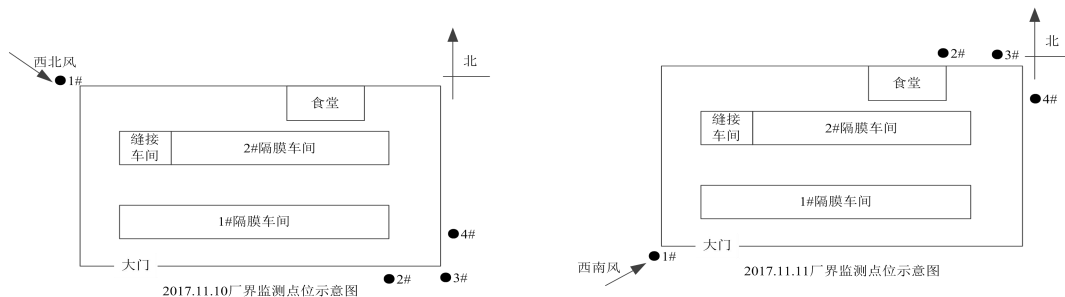 西北风
1#
北
食堂
缝接
车间
2#隔膜车间
1#隔膜车间
4#
大门
2#
3#
2017.11.10厂界监测点位示意图
2#
3#
北
食堂
4#
缝接
车间
2#隔膜车间
1#隔膜车间
大门
1#
西南风
2017.11.11厂界监测点位示意图